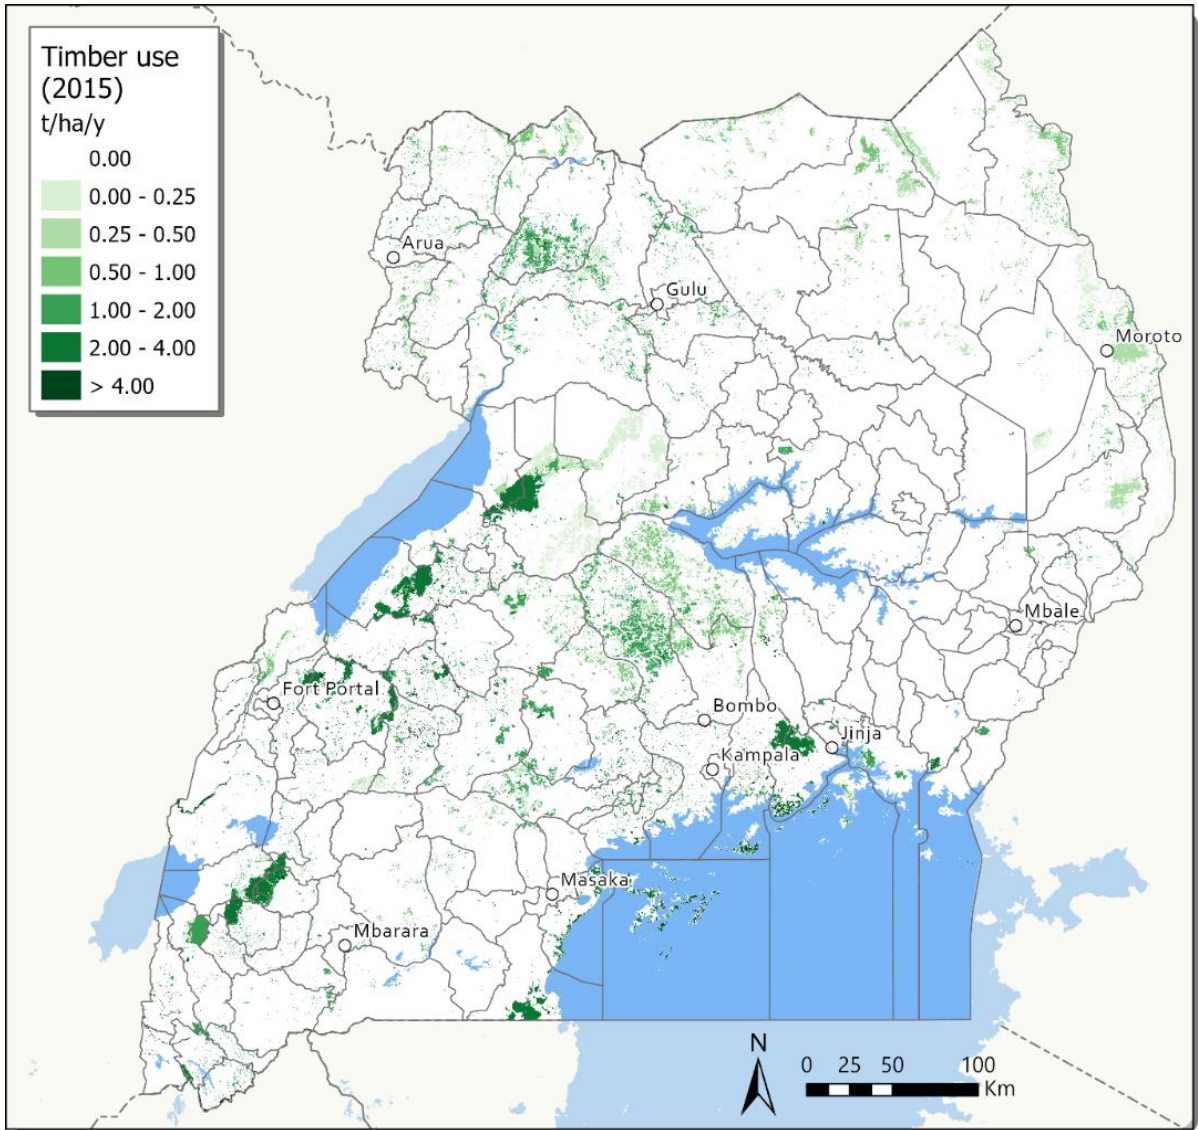 Timber use
(2015)
t/ha/y
0.00
0.00 - 0.25
0.25 - 0.50
0.50 - 1.00
1.00 - 2.00
2.00 - 4.00
> 4.00
Arua
Gulu
Moroto
Mbale
Fort Portal
Bombo
Jinja
Kampala
Masaka
Mbarara
N
0 25 50 100
Km